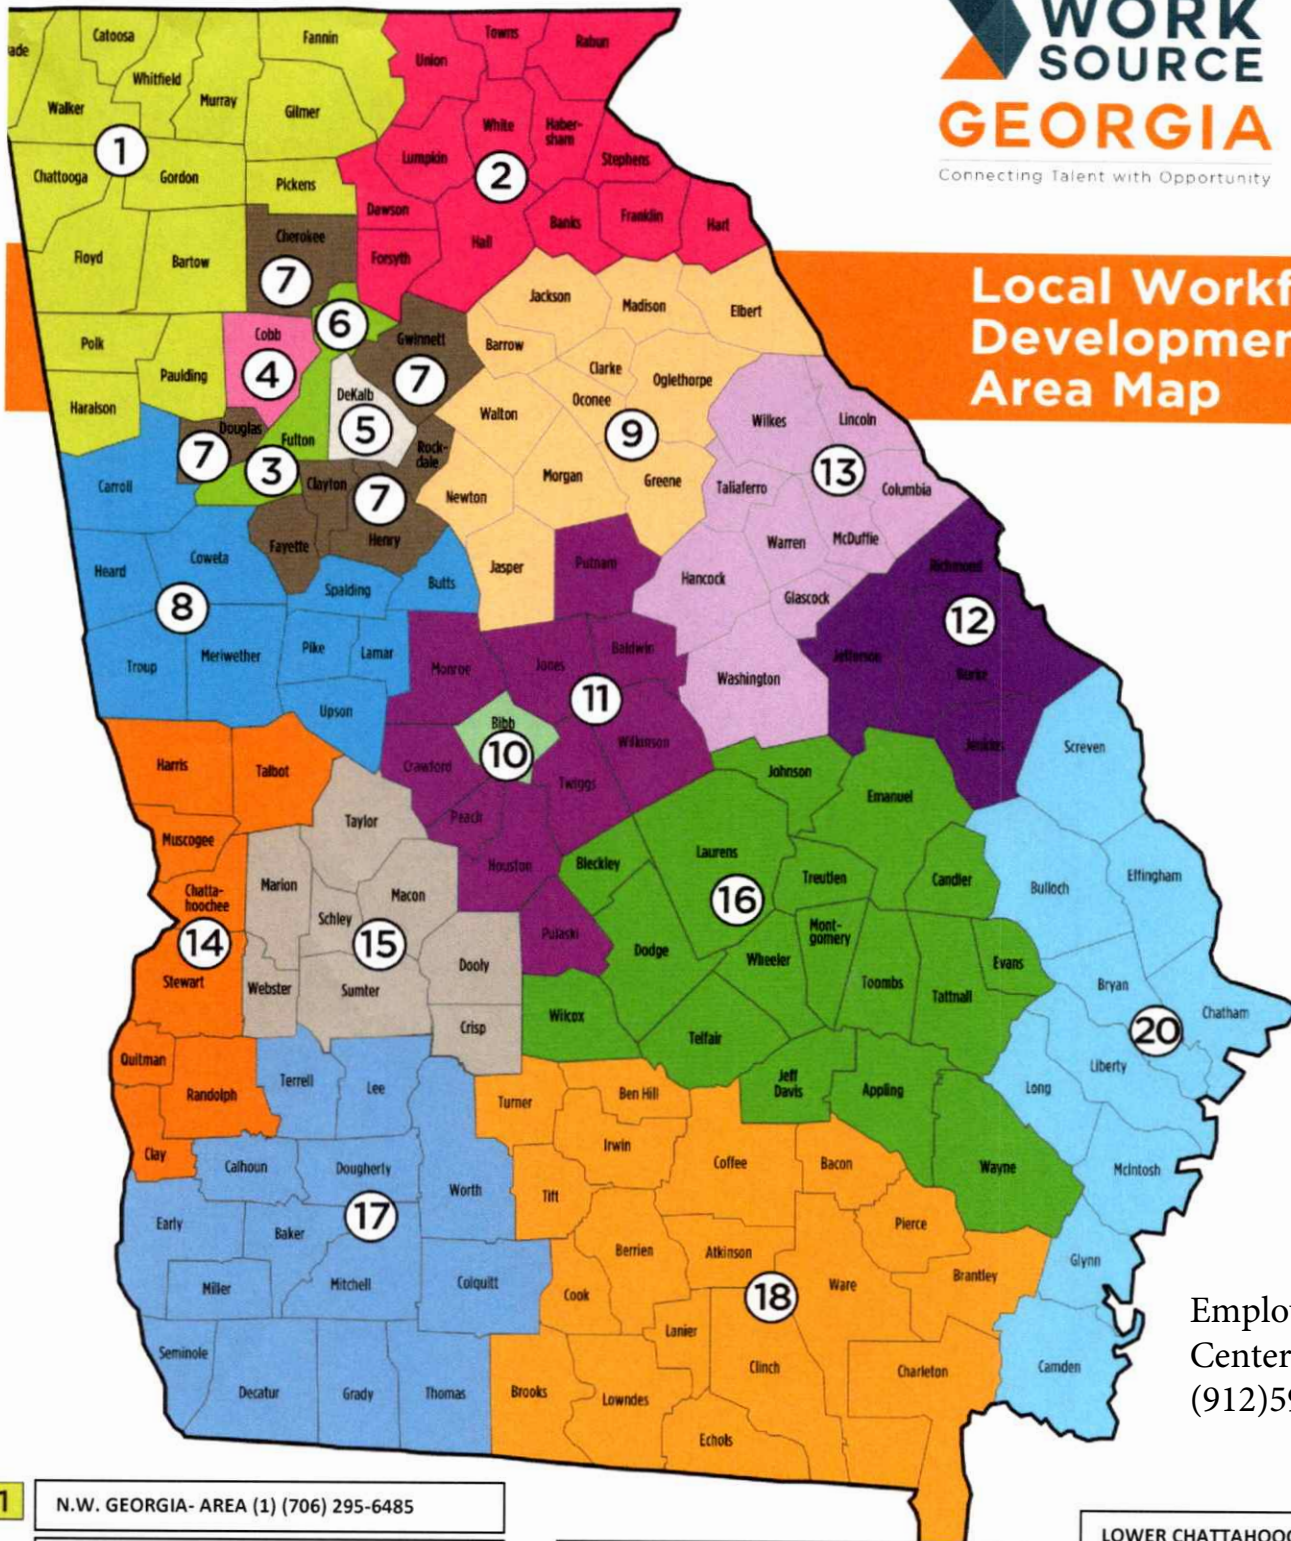 WORK
SOURCE
GEORGIA
Connecting Talent with Opportunity
Local Workf
Developmer
Area Map
ade
Catoosa
Whitfield
Walker
Murray
Fannin
Gilmer
1
Chattooga
Gordon
Pickens
Floyd
Bartow
Polk
Paulding
Haralson
Union
Towns
Rabun
White
Haber-
sham
Lumpkin
Stephens
2
Dawson
Hall
Banks
Franklin
Hart
Forsyth
Cherokee
7
6
Cobb
4
Gwinnett
7
DeKalb
5
Douglas
7
Fulton
3
Rock-
dale
Clayton
7
Henry
Fayette
Jackson
Madison
Elbert
Barrow
Clarke
Oglethorpe
Oconee
Walton
9
Morgan
Greene
Newton
Jasper
Wilkes
Lincoln
13
Taliaferro
Columbia
Warren
McDuffie
Hancock
Glascock
Washington
Carroll
Heard
Coweta
Spalding
Butts
8
Troup
Meriwether
Pike
Lamar
Upson
Putnam
Monroe
Jones
Baldwin
11
Bibb
10
Wilkinson
Crawford
Twiggs
Peach
Houston
Pulaski
Richmond
12
Jefferson
Burke
Jenkins
Harris
Talbot
Muscogee
Chatta-
hoochee
14
Stewart
Quitman
Randolph
Clay
Taylor
Marion
Macon
Schley
15
Dooly
Webster
Sumter
Crisp
Johnson
Emanuel
Laurens
Bleckley
Treutlen
Candler
16
Mont-
gomery
Dodge
Wheeler
Toombs
Tattnall
Evans
Wilcox
Telfair
Jeff
Davis
Appling
Wayne
Screven
Bulloch
Effingham
Bryan
Chatham
20
Liberty
Long
McIntosh
Glynn
Camden
Terrell
Lee
Calhoun
Dougherty
Worth
Early
Baker
17
Miller
Mitchell
Colquitt
Seminole
Decatur
Grady
Thomas
Turner
Ben Hill
Irwin
Tift
Coffee
Bacon
Pierce
Berrien
Atkinson
Ware
Brantley
Cook
18
Lanier
Clinch
Charleton
Brooks
Lowndes
Echols
Employ
Center
(912)59
1
N.W. GEORGIA- AREA (1) (706) 295-6485
LOWER CHATTAHOOC